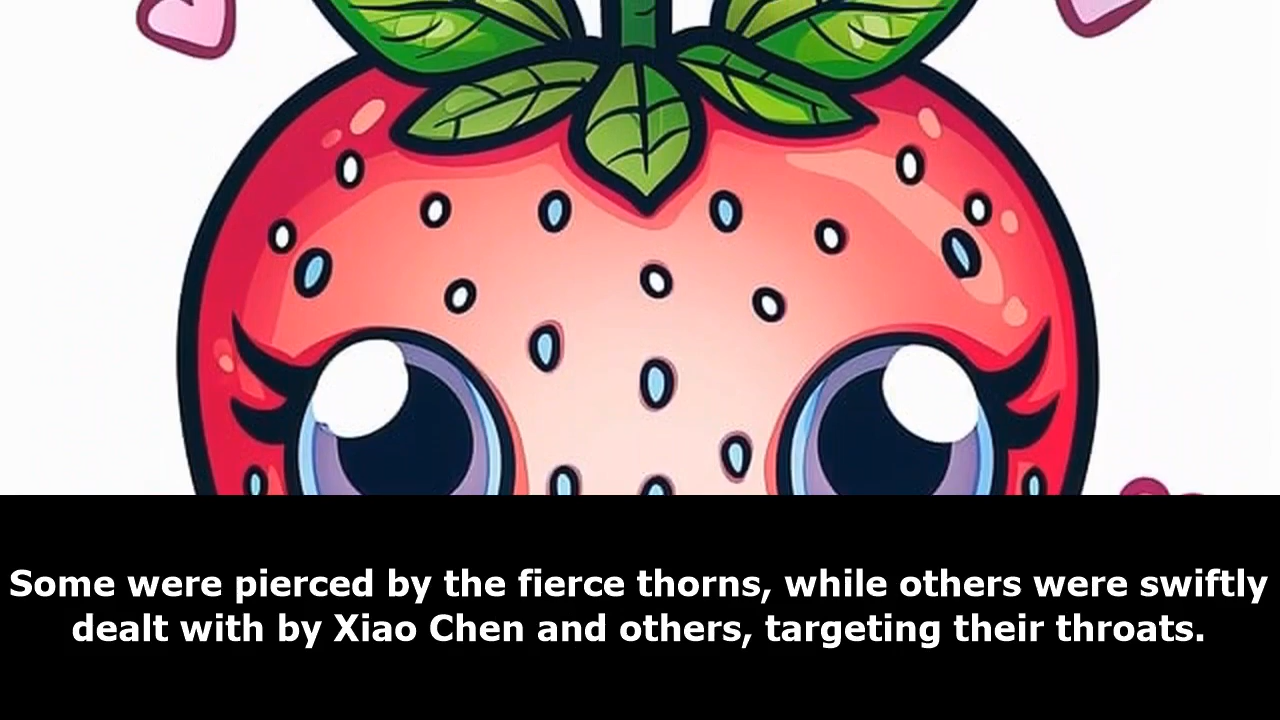 Some were pierced by the fierce thorns, while others were swiftly
dealt with by Xiao Chen and others, targeting their throats.